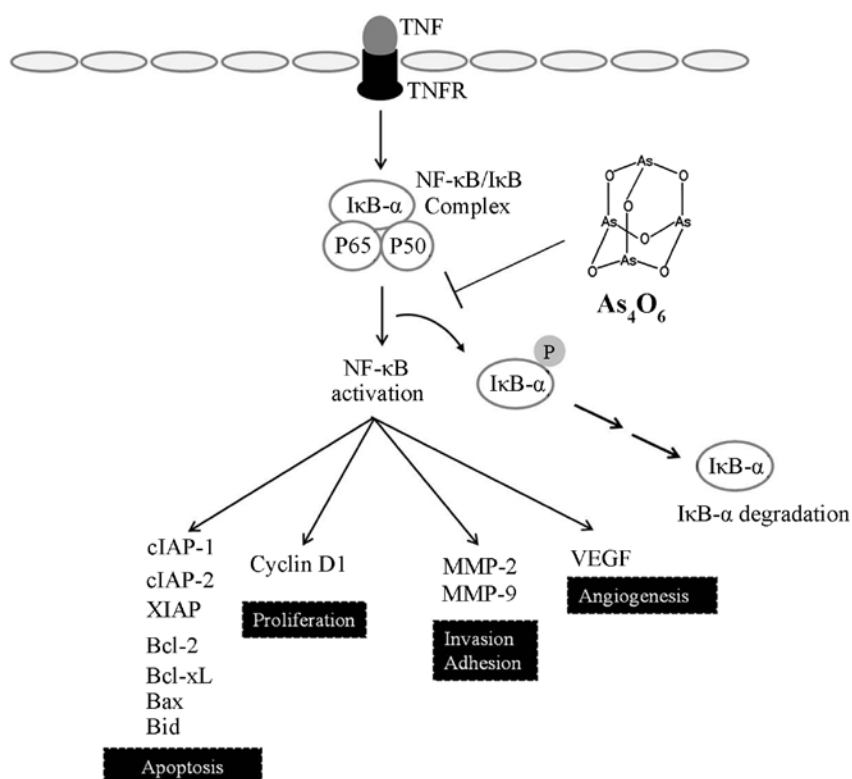 TNF
TNFR
NF-κB/IκB
Complex
IκB-α
P65
P50
As
O
O
O
As
As
O
As
O
O
As₄O₆
NF-κB
activation
P
IκB-α
IκB-α
IκB-α degradation
cIAP-1
cIAP-2
XIAP
Bcl-2
Bcl-xL
Bax
Bid
Apoptosis
Cyclin D1
Proliferation
MMP-2
MMP-9
Invasion
Adhesion
VEGF
Angiogenesis